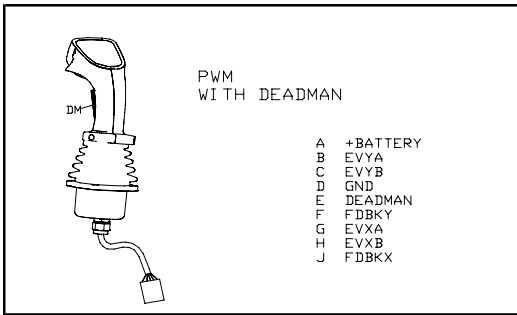 PWM
WITH DEADMAN
DM
A +BATTERY
B EVYA
C EVYB
D GND
E DEADMAN
F FDBKY
G EVXA
H EVXB
J FDBKX